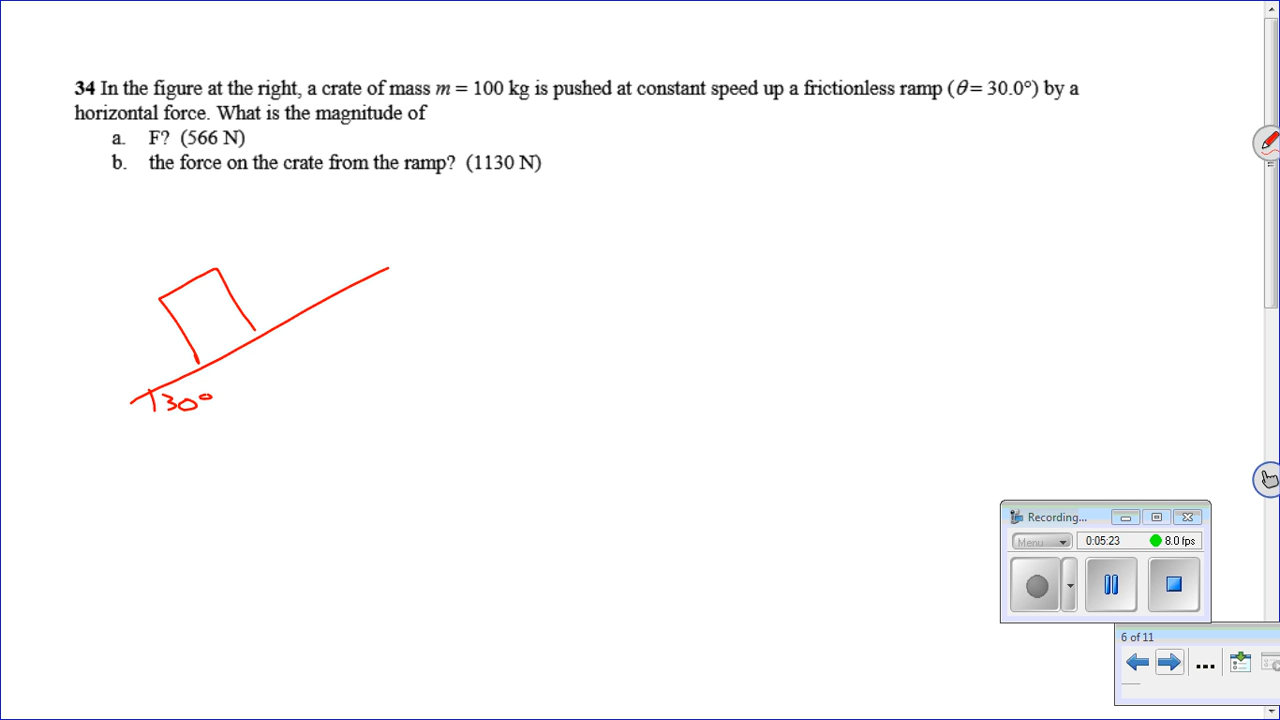 34 In the figure at the right, a crate of mass m = 100 kg is pushed at constant speed up a frictionless ramp (θ= 30.0°) by a
horizontal force. What is the magnitude of
a. F? (566 N)
b. the force on the crate from the ramp? (1130 N)
30°
Recording...
Menu
0:05:23
8.0 fps
6 of 11